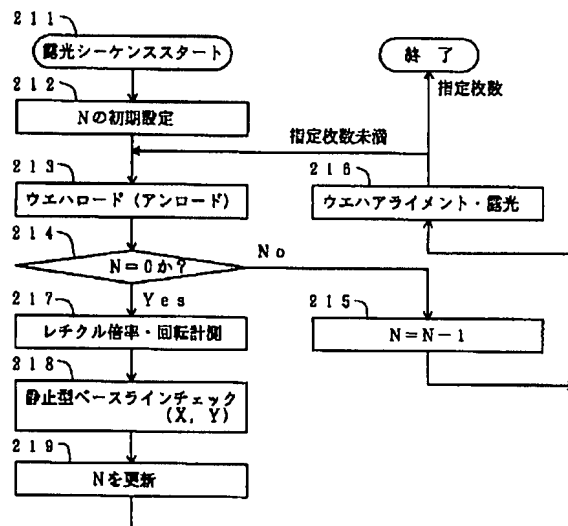 211
露光シーケンススタート
212
Nの初期設定
213
ウエハロード(アンロード)
214
N=0か?
No
Yes
217
レチクル倍率・回転計測
218
静止型ベースラインチェック
(X, Y)
219
Nを更新
終 了
指定枚数
指定枚数未満
216
ウエハアライメント・露光
215
N=N-1